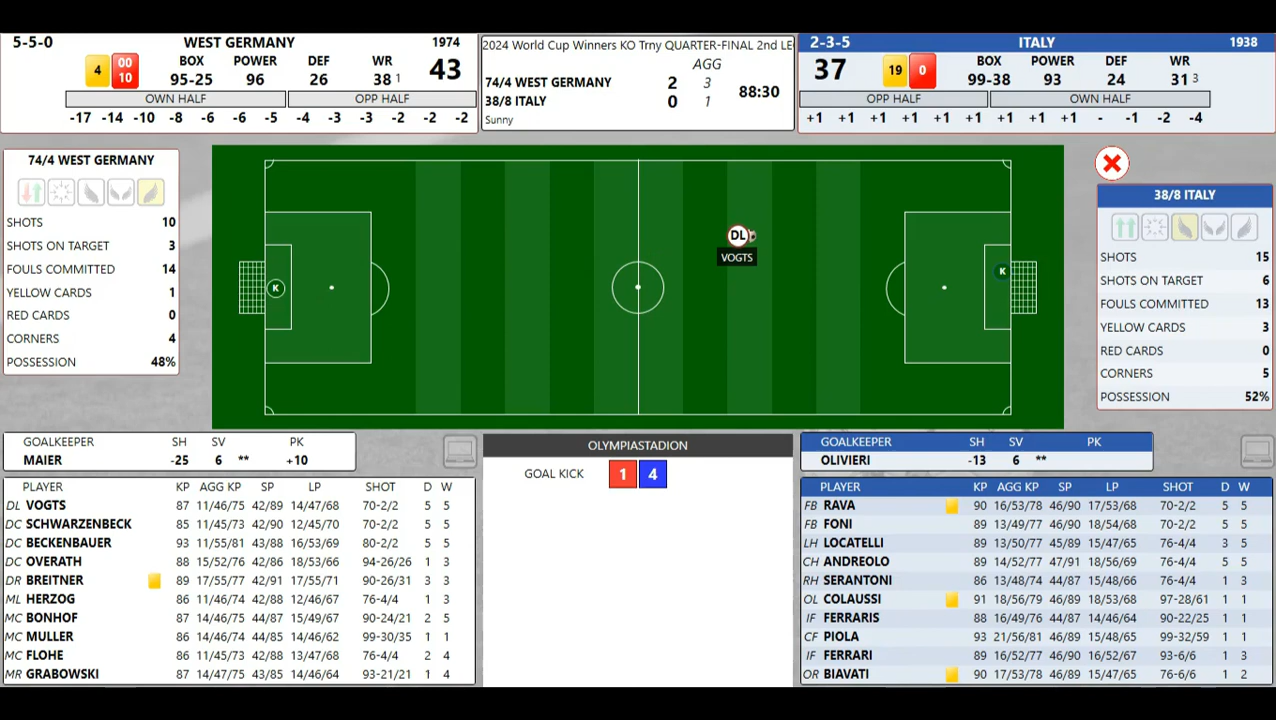 5-5-0 WEST GERMANY 1974
4 00 10 BOX POWER DEF WR
95-25 96 26 38 1 43
OWN HALF OPP HALF
-17 -14 -10 -8 -6 -6 -5 -4 -3 -3 -2 -2 -2
2024 World Cup Winners KO Trny QUARTER-FINAL 2nd LE
AGG
74/4 WEST GERMANY 2 3
38/8 ITALY 0 1
88:30
Sunny
2-3-5 ITALY 1938
37 19 0 BOX POWER DEF WR
99-38 93 24 31 3
OPP HALF OWN HALF
+1 +1 +1 +1 +1 +1 +1 +1 +1 - -1 -2 -4
74/4 WEST GERMANY
SHOTS 10
SHOTS ON TARGET 3
FOULS COMMITTED 14
YELLOW CARDS 1
RED CARDS 0
CORNERS 4
POSSESSION 48%
K
DL
VOGTS
K
38/8 ITALY
SHOTS 15
SHOTS ON TARGET 6
FOULS COMMITTED 13
YELLOW CARDS 3
RED CARDS 0
CORNERS 5
POSSESSION 52%
GOALKEEPER SH SV PK
MAIER -25 6 ** +10
PLAYER KP AGG KP SP LP SHOT D W
DL VOGTS 87 11/46/75 42/89 14/47/68 70-2/2 5 5
DC SCHWARZENBECK 85 11/45/73 42/90 12/45/70 70-2/2 5 5
DC BECKENBAUER 93 11/55/81 43/88 16/53/69 80-2/2 5 5
DC OVERATH 88 15/52/76 42/86 18/53/66 94-26/26 1 3
DR BREITNER 89 17/55/77 42/91 17/55/71 90-26/31 3 3
ML HERZOG 86 11/46/74 42/88 12/46/67 76-4/4 1 3
MC BONHOF 87 14/46/75 44/87 15/49/67 90-24/21 2 5
MC MULLER 86 14/46/74 44/85 14/46/62 99-30/35 1 1
MC FLOHE 86 11/45/73 42/88 13/47/68 76-4/4 2 4
MR GRABOWSKI 87 14/47/75 43/85 14/46/64 93-21/21 1 4
OLYMPIASTADION
GOAL KICK 1 4
GOALKEEPER SH SV PK
OLIVIERI -13 6 **
PLAYER KP AGG KP SP LP SHOT D W
FB RAVA 90 16/53/78 46/90 17/53/68 70-2/2 5 5
FB FONI 89 13/49/77 46/90 18/54/68 70-2/2 5 5
LH LOCATELLI 89 13/50/77 45/89 15/47/65 76-4/4 3 5
CH ANDREOLO 89 14/52/77 47/91 18/56/69 76-4/4 5 5
RH SERANTONI 86 13/48/74 44/87 15/48/66 76-4/4 1 3
OL COLAUSSI 91 18/56/79 46/89 18/53/68 97-28/61 1 1
IF FERRARIS 88 16/49/76 44/87 14/46/64 90-22/25 1 1
CF PIOLA 93 21/56/81 46/89 15/48/65 99-32/59 1 1
IF FERRARI 89 16/52/77 46/90 16/52/67 93-6/6 1 3
OR BIAVATI 90 17/53/78 46/89 15/47/65 76-6/6 1 2